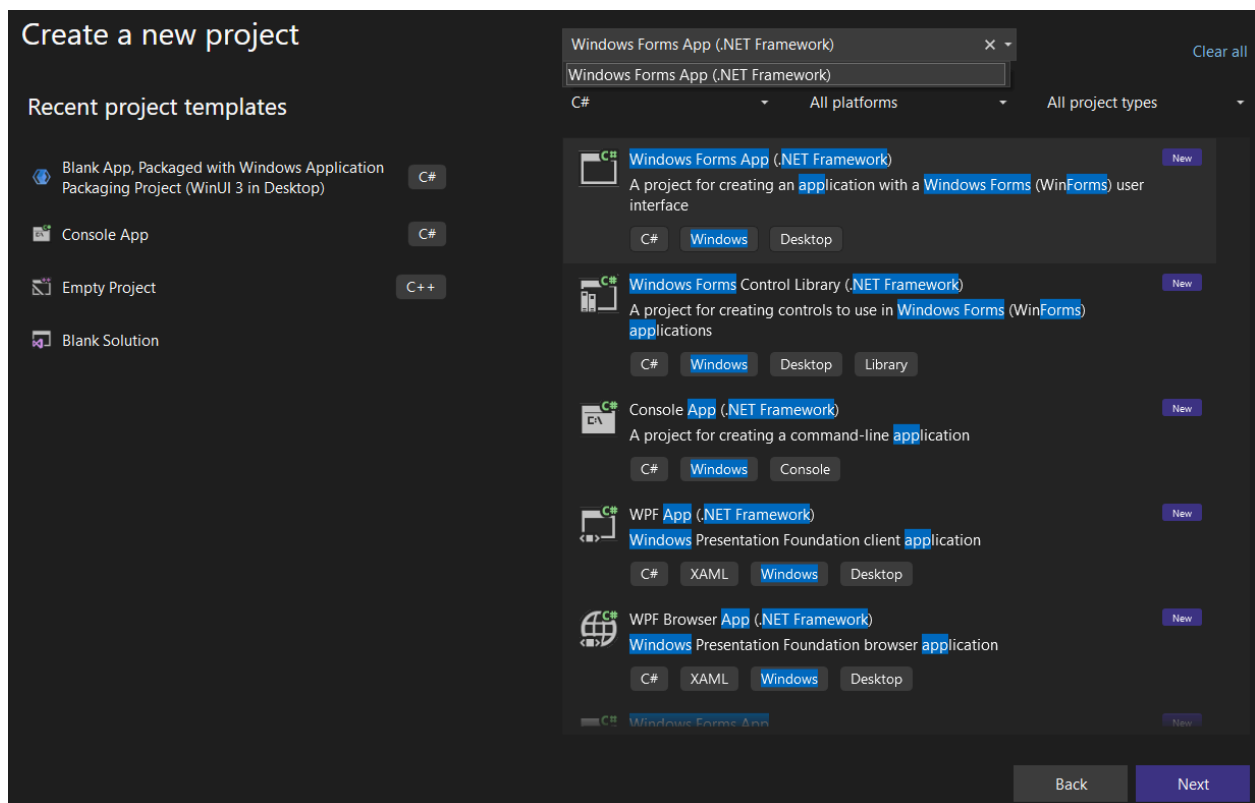 Create a new project
Windows Forms App (.NET Framework)
Clear all
Windows Forms App (.NET Framework)
Recent project templates
C#
All platforms
All project types
Blank App, Packaged with Windows Application
Packaging Project (WinUI 3 in Desktop)
C#
Console App
C#
Empty Project
C++
Blank Solution
Windows Forms App (.NET Framework)
New
A project for creating an application with a Windows Forms (WinForms) user
interface
C# Windows Desktop
Windows Forms Control Library (.NET Framework)
New
A project for creating controls to use in Windows Forms (WinForms)
applications
C# Windows Desktop Library
Console App (.NET Framework)
New
A project for creating a command-line application
C# Windows Console
WPF App (.NET Framework)
New
Windows Presentation Foundation client application
C# XAML Windows Desktop
WPF Browser App (.NET Framework)
New
Windows Presentation Foundation browser application
C# XAML Windows Desktop
Windows Forms App
New
Back
Next